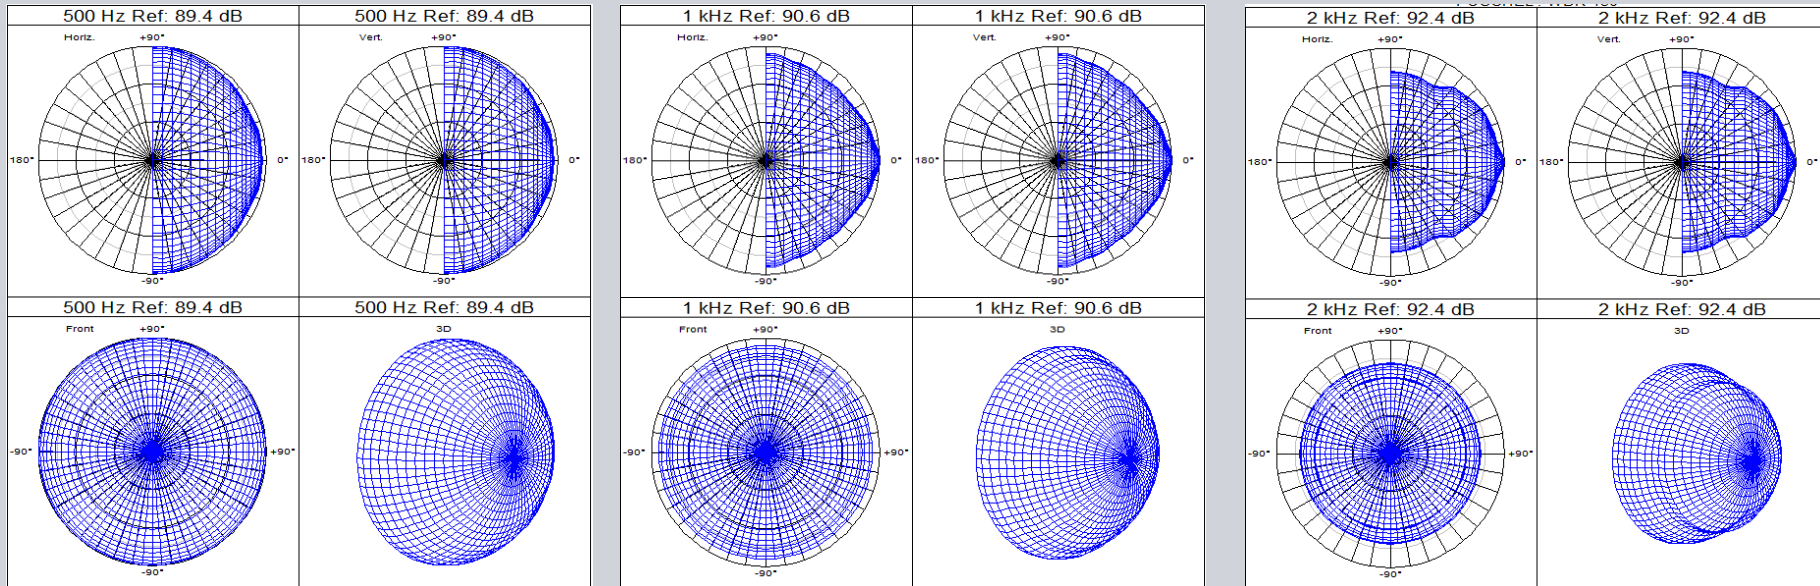 500 Hz Ref: 89.4 dB 500 Hz Ref: 89.4 dB
Horiz. +90° Vert. +90°
180° 0° 180° 0°
-90° -90°
500 Hz Ref: 89.4 dB 500 Hz Ref: 89.4 dB
Front +90° 3D
-90° +90°
-90°
1 kHz Ref: 90.6 dB 1 kHz Ref: 90.6 dB
Horiz. +90° Vert. +90°
180° 0° 180° 0°
-90° -90°
1 kHz Ref: 90.6 dB 1 kHz Ref: 90.6 dB
Front +90° 3D
-90° +90°
-90°
2 kHz Ref: 92.4 dB 2 kHz Ref: 92.4 dB
Horiz. +90° Vert. +90°
180° 0° 180° 0°
-90° -90°
2 kHz Ref: 92.4 dB 2 kHz Ref: 92.4 dB
Front +90° 3D
-90° +90°
-90°